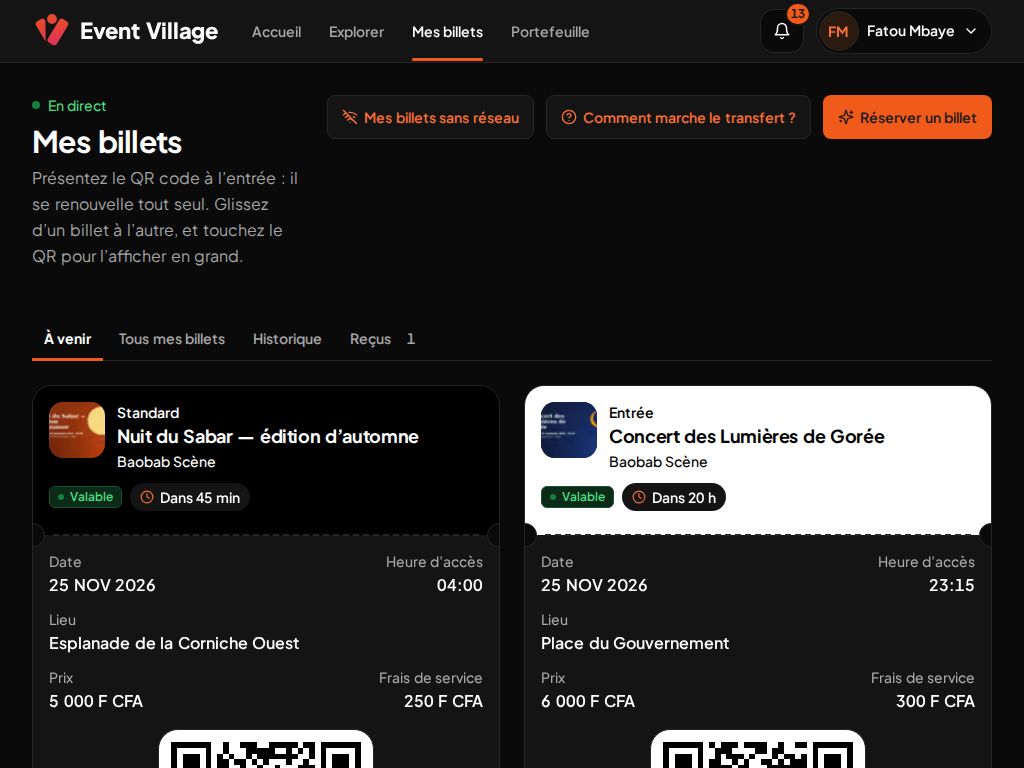 Event Village
Accueil
Explorer
Mes billets
Portefeuille
13
FM
Fatou Mbaye
En direct
Mes billets
Présentez le QR code à l’entrée : il
se renouvelle tout seul. Glissez
d’un billet à l’autre, et touchez le
QR pour l’afficher en grand.
Mes billets sans réseau
Comment marche le transfert ?
Réserver un billet
À venir
Tous mes billets
Historique
Reçus 1
Standard
Nuit du Sabar — édition d’automne
Baobab Scène
Valable
Dans 45 min
Date
Heure d’accès
25 NOV 2026
04:00
Lieu
Esplanade de la Corniche Ouest
Prix
Frais de service
5 000 F CFA
250 F CFA
Entrée
Concert des Lumières de Gorée
Baobab Scène
Valable
Dans 20 h
Date
Heure d’accès
25 NOV 2026
23:15
Lieu
Place du Gouvernement
Prix
Frais de service
6 000 F CFA
300 F CFA